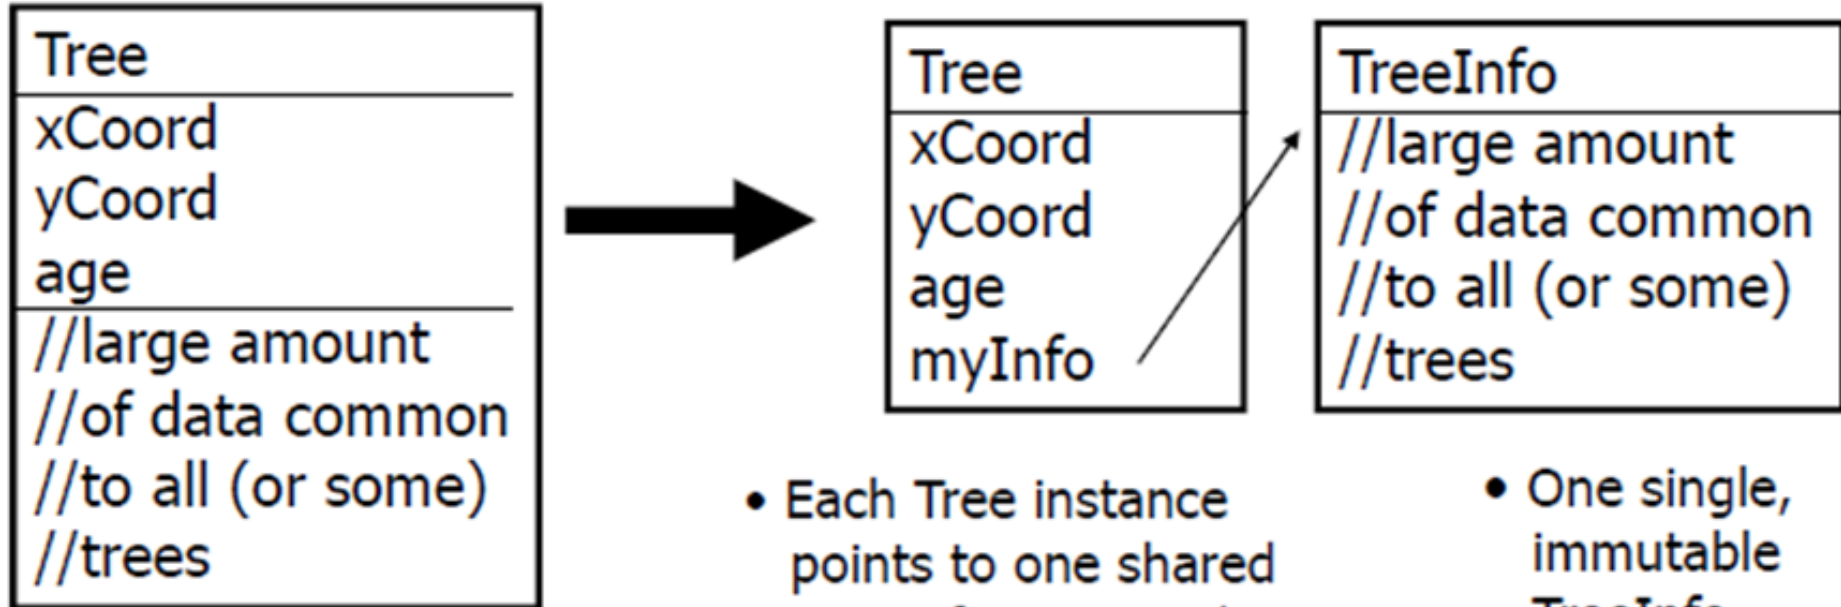 Tree
xCoord
yCoord
age
//large amount
//of data common
//to all (or some)
//trees
Tree
xCoord
yCoord
age
myInfo
TreeInfo
//large amount
//of data common
//to all (or some)
//trees
• Each Tree instance
points to one shared
• One single,
immutable
TreeInfo